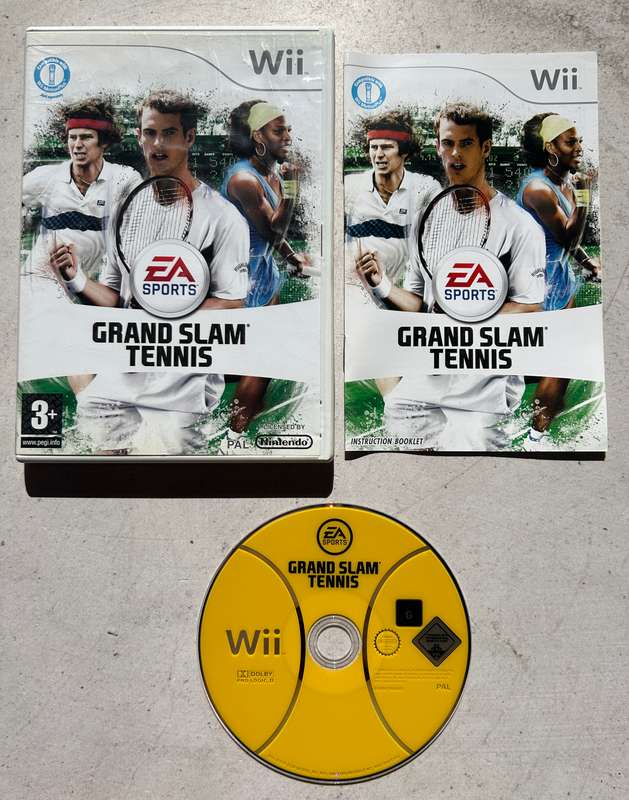 Wii
EA
SPORTS
GRAND SLAM®
TENNIS
3+
www.pegi.info
PAL
LICENSED BY
Nintendo
Wii
EA
SPORTS
GRAND SLAM®
TENNIS
INSTRUCTION BOOKLET
EA
SPORTS
GRAND SLAM®
TENNIS
Wii
DOLBY
PRO LOGIC II
G
PAL